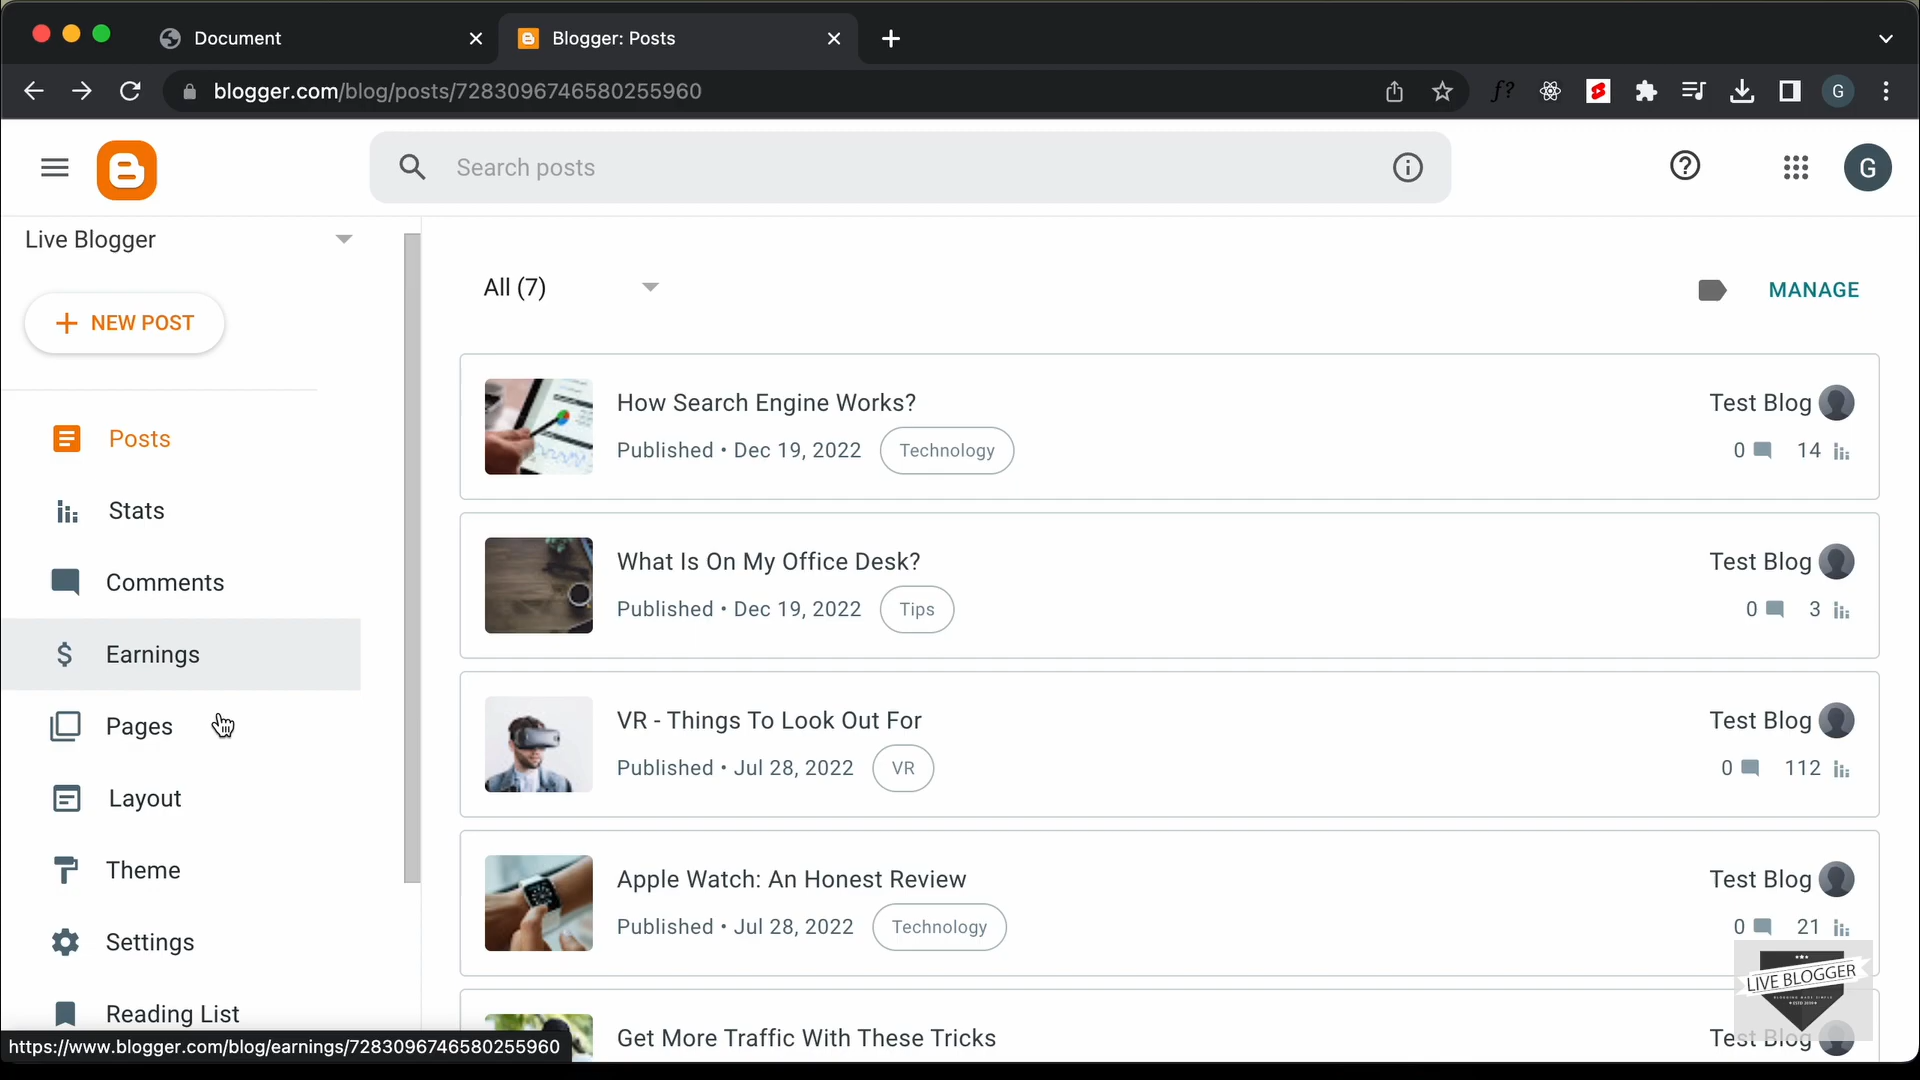 Document
Blogger: Posts
blogger.com/blog/posts/7283096746580255960
f?
G
Search posts
G
Live Blogger
NEW POST
All (7)
MANAGE
Posts
Stats
Comments
Earnings
Pages
Layout
Theme
Settings
Reading List
How Search Engine Works?
Published • Dec 19, 2022 Technology
Test Blog
0 14
What Is On My Office Desk?
Published • Dec 19, 2022 Tips
Test Blog
0 3
VR - Things To Look Out For
Published • Jul 28, 2022 VR
Test Blog
0 112
Apple Watch: An Honest Review
Published • Jul 28, 2022 Technology
Test Blog
0 21
Get More Traffic With These Tricks
Test Blog
LIVE BLOGGER
https://www.blogger.com/blog/earnings/7283096746580255960